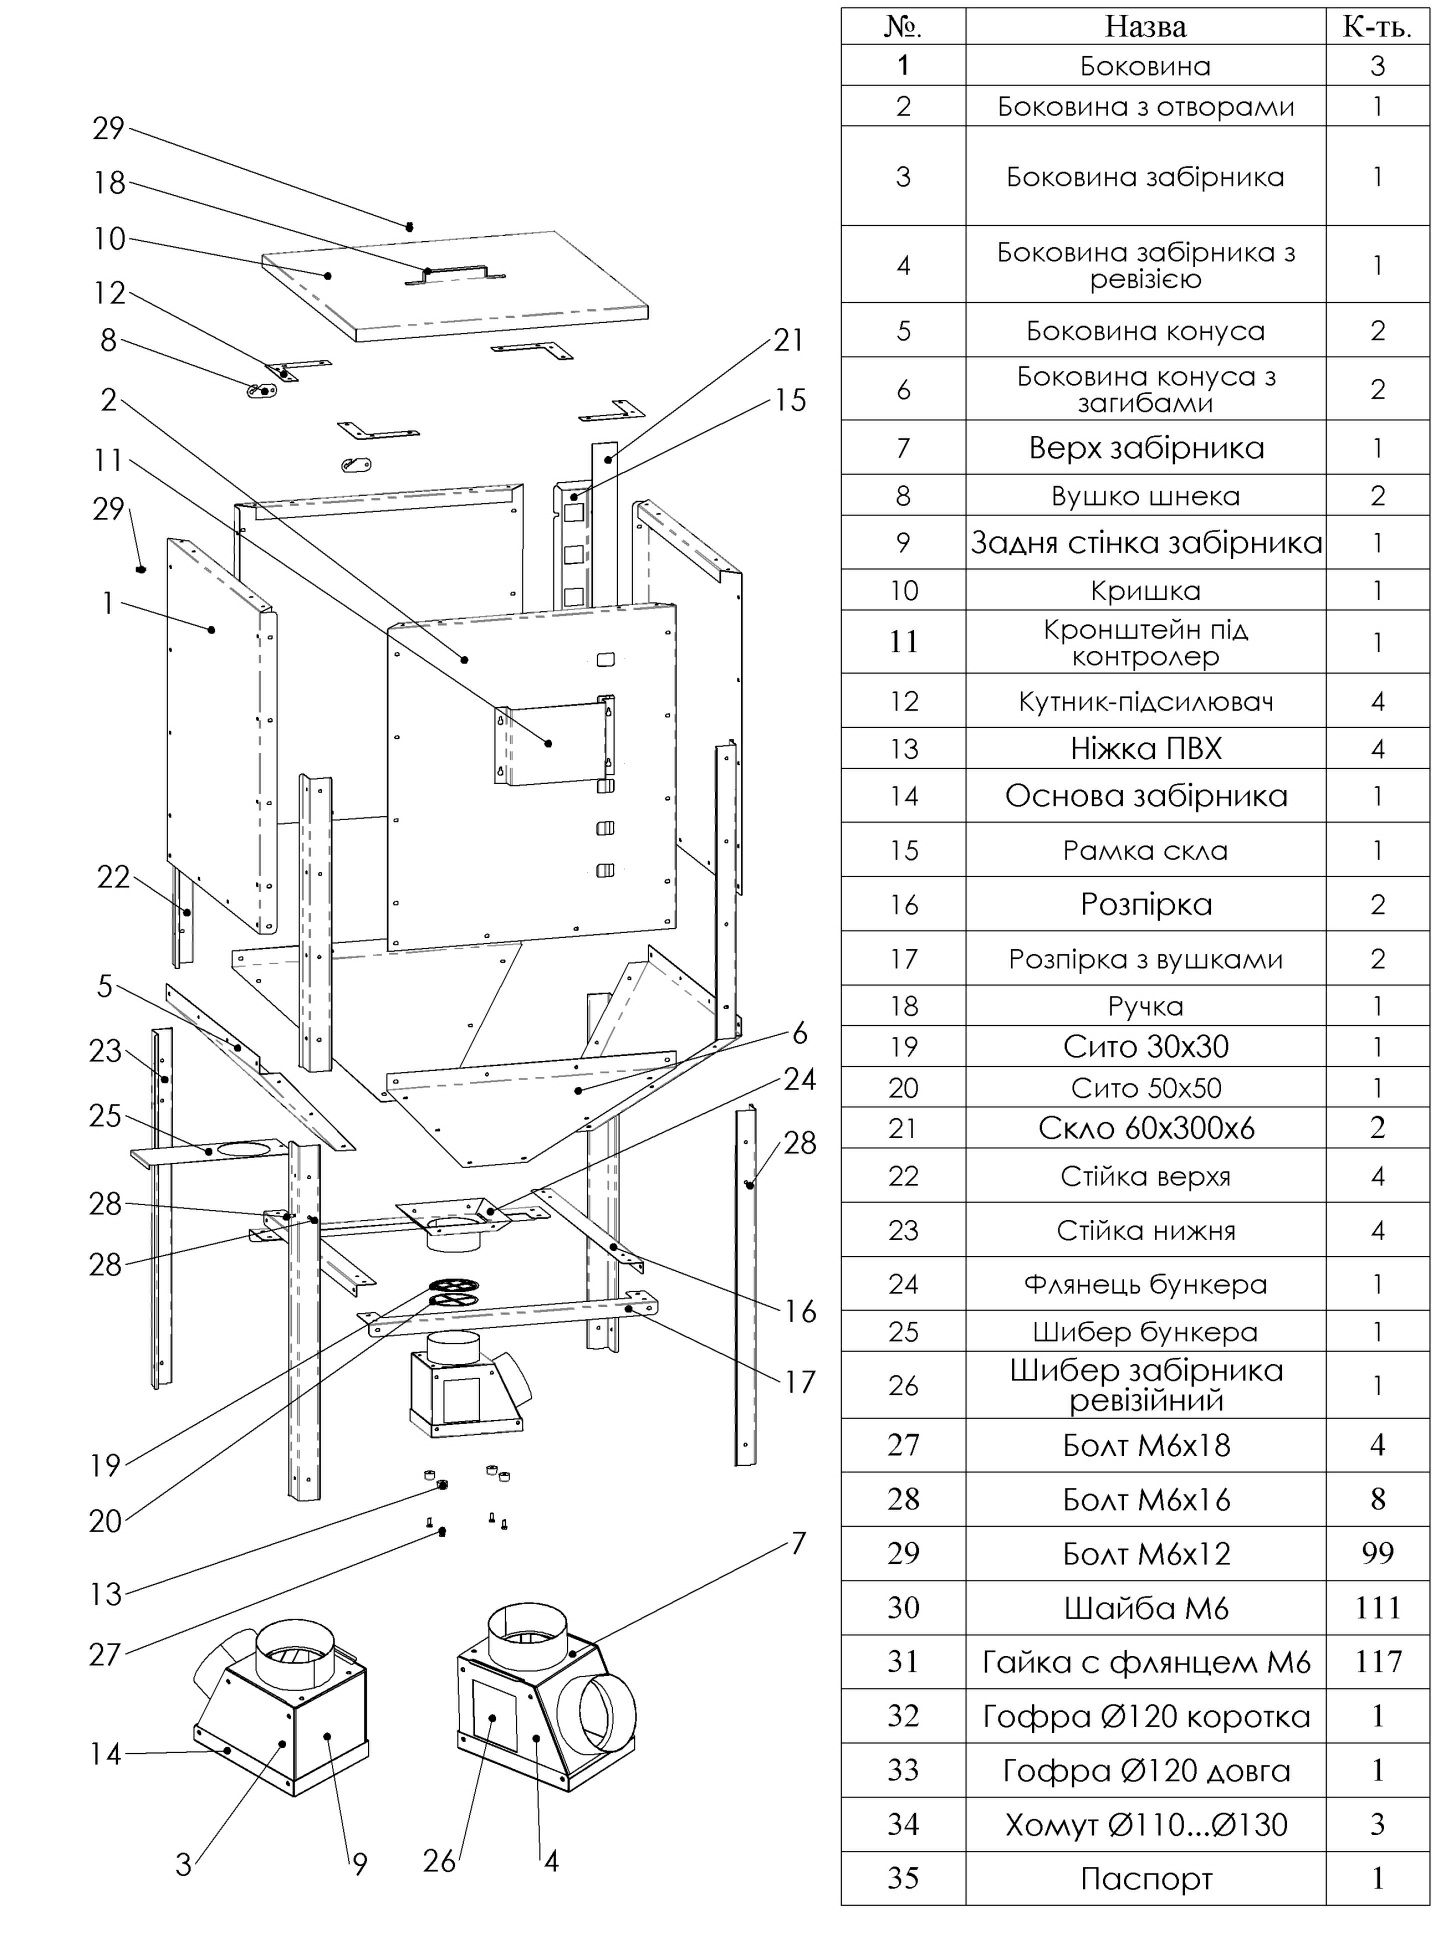 29
18
10
12
8
2
11
29
1
22
5
23
25
28
28
19
20
13
27
14
3
9
26
4
7
17
16
28
24
6
15
21
№. Назва К-ть.
1 Боковина 3
2 Боковина з отворами 1
3 Боковина забірника 1
4 Боковина забірника з
ревізією 1
5 Боковина конуса 2
6 Боковина конуса з
загибами 2
7 Верх забірника 1
8 Вушко шнека 2
9 Задня стінка забірника 1
10 Кришка 1
11 Кронштейн під
контролер 1
12 Кутник-підсилювач 4
13 Ніжка ПВХ 4
14 Основа забірника 1
15 Рамка скла 1
16 Розпірка 2
17 Розпірка з вушками 2
18 Ручка 1
19 Сито 30х30 1
20 Сито 50х50 1
21 Скло 60х300х6 2
22 Стійка верхя 4
23 Стійка нижня 4
24 Флянець бункера 1
25 Шибер бункера 1
26 Шибер забірника
ревізійний 1
27 Болт М6х18 4
28 Болт М6х16 8
29 Болт М6х12 99
30 Шайба М6 111
31 Гайка с флянцем М6 117
32 Гофра Ø120 коротка 1
33 Гофра Ø120 довга 1
34 Хомут Ø110...Ø130 3
35 Паспорт 1